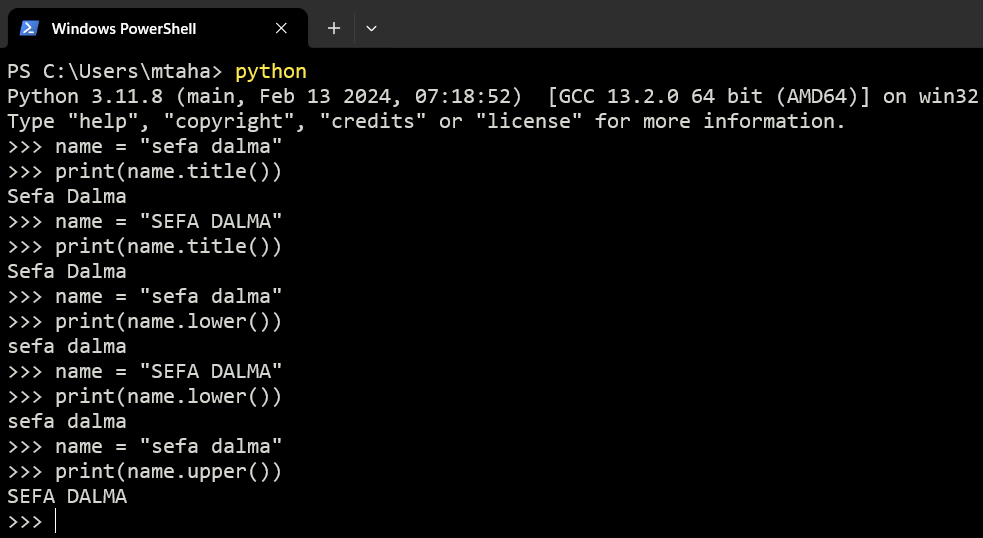 Windows PowerShell
PS C:\Users\mtaha> python
Python 3.11.8 (main, Feb 13 2024, 07:18:52)  [GCC 13.2.0 64 bit (AMD64)] on win32
Type "help", "copyright", "credits" or "license" for more information.
>>> name = "sefa dalma"
>>> print(name.title())
Sefa Dalma
>>> name = "SEFA DALMA"
>>> print(name.title())
Sefa Dalma
>>> name = "sefa dalma"
>>> print(name.lower())
sefa dalma
>>> name = "SEFA DALMA"
>>> print(name.lower())
sefa dalma
>>> name = "sefa dalma"
>>> print(name.upper())
SEFA DALMA
>>>